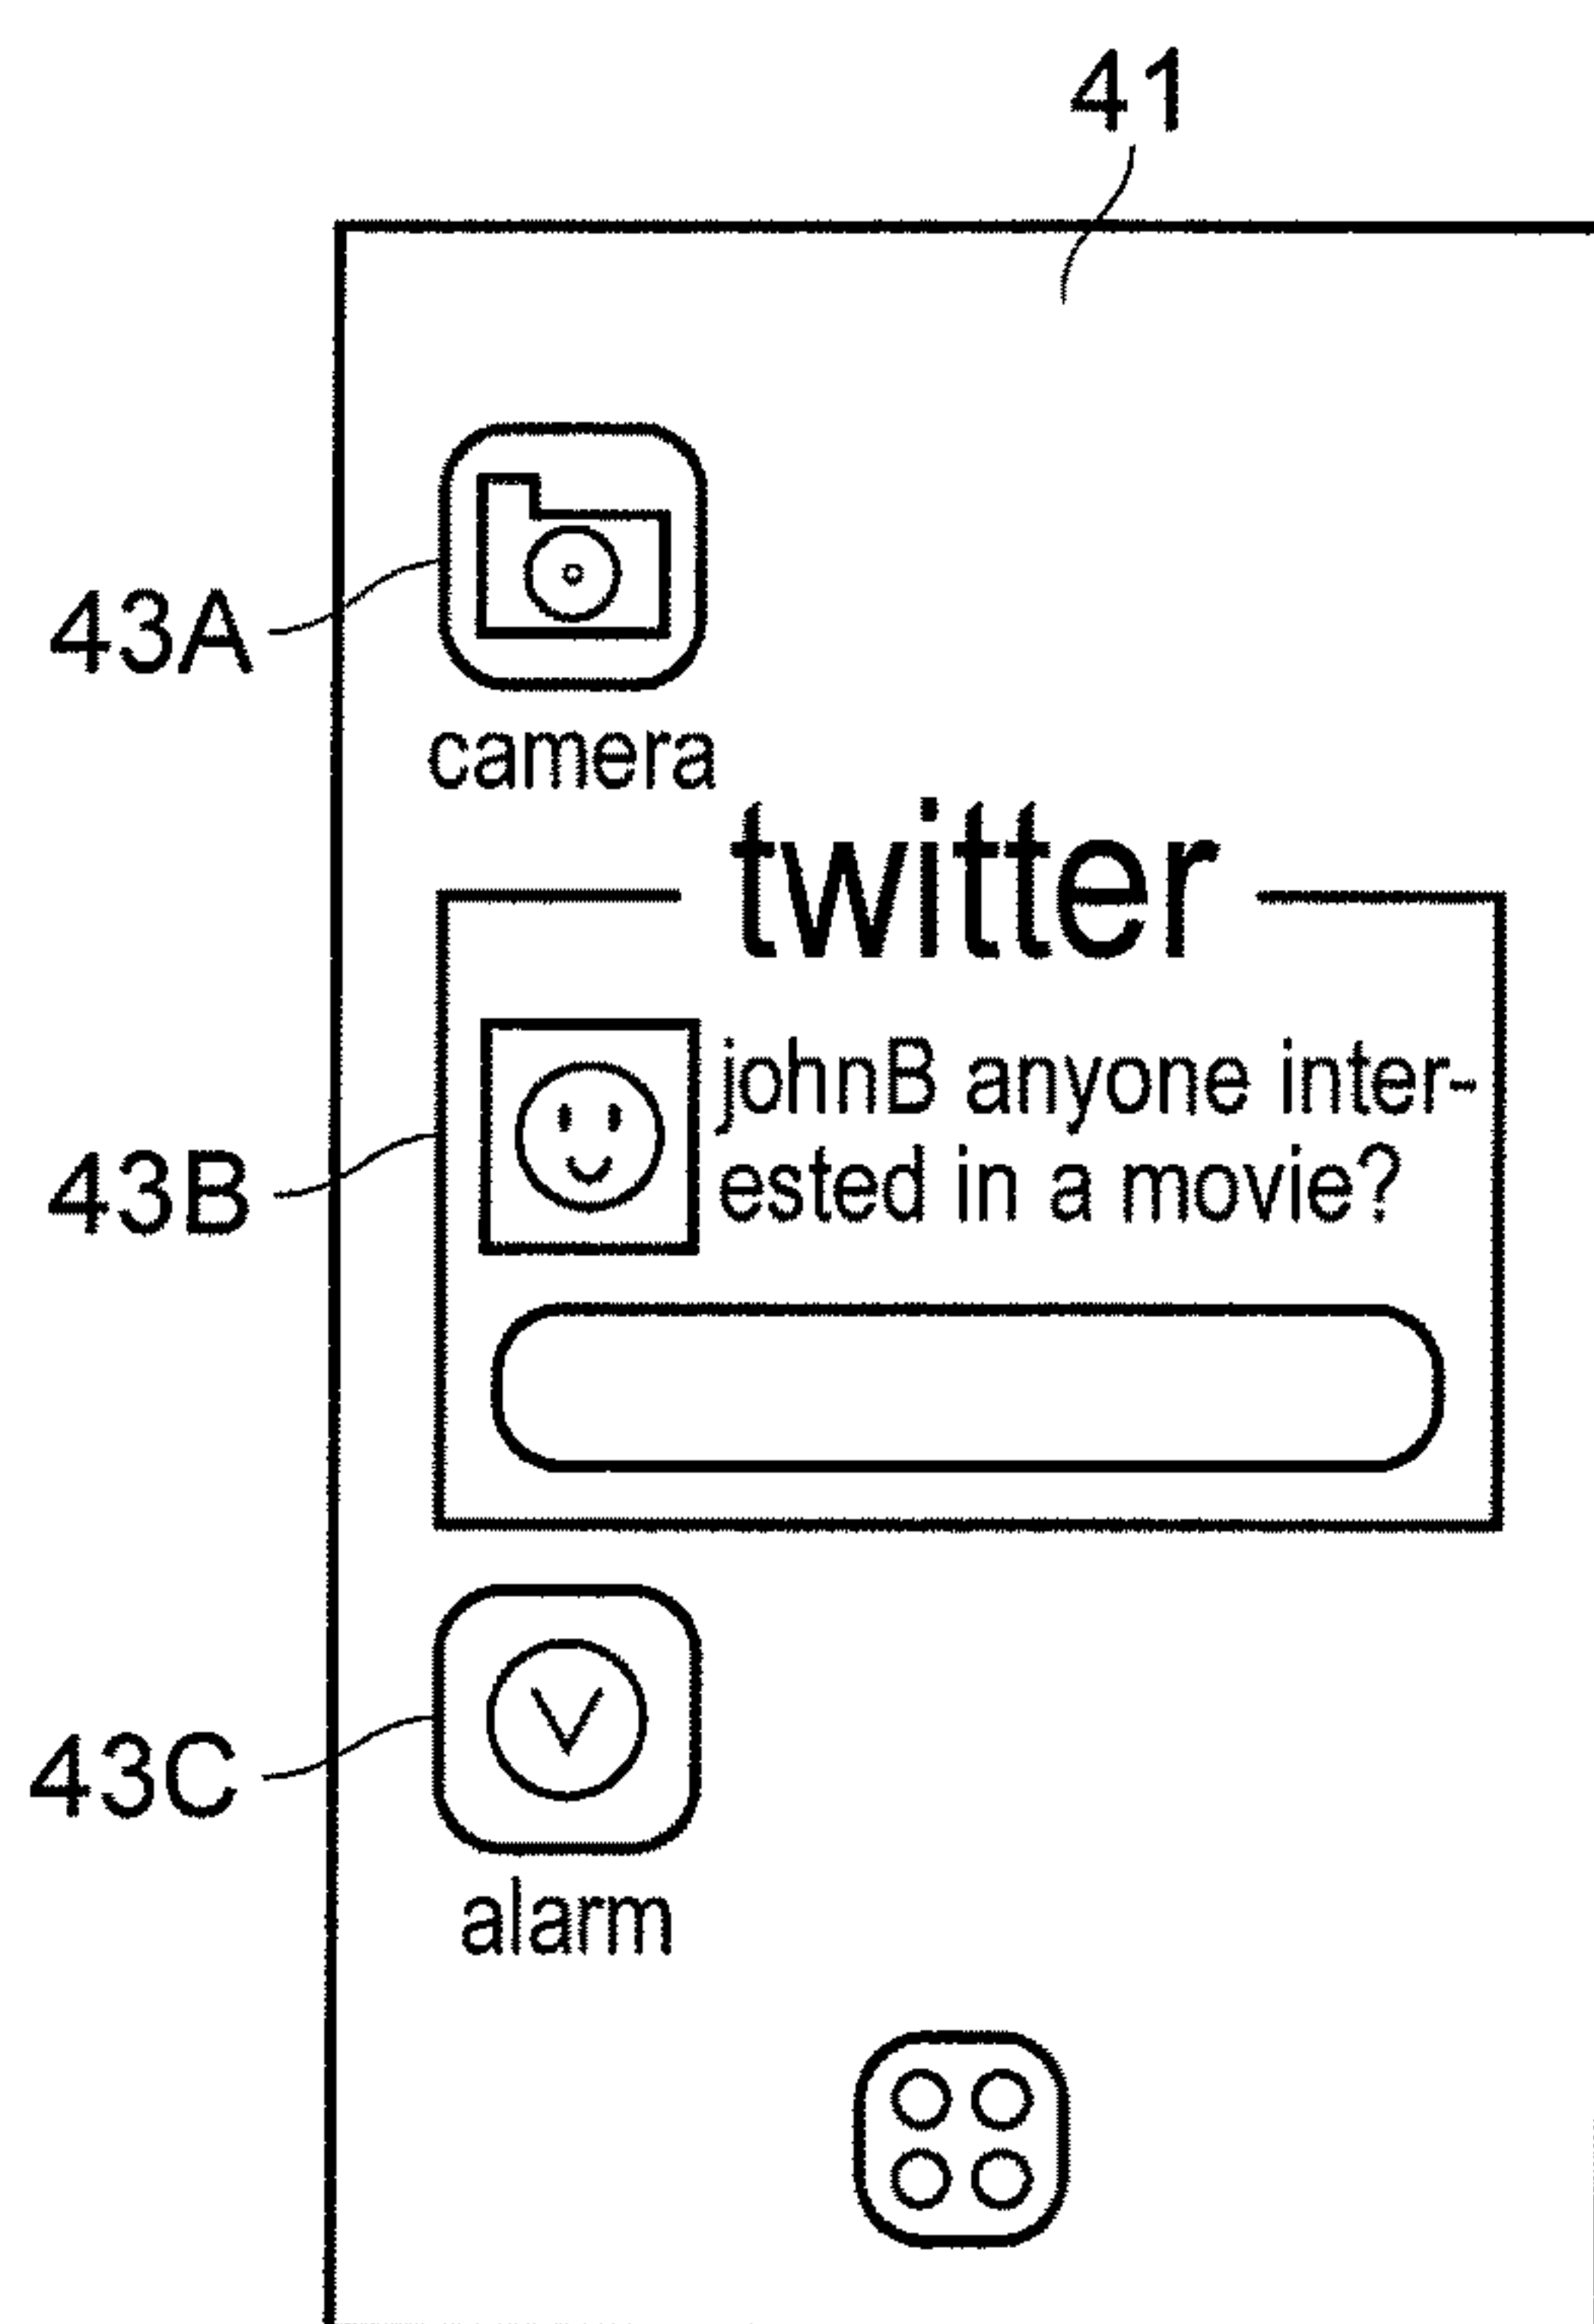 41
43A
camera
twitter
johnB anyone inter-
ested in a movie?
43B
43C
alarm